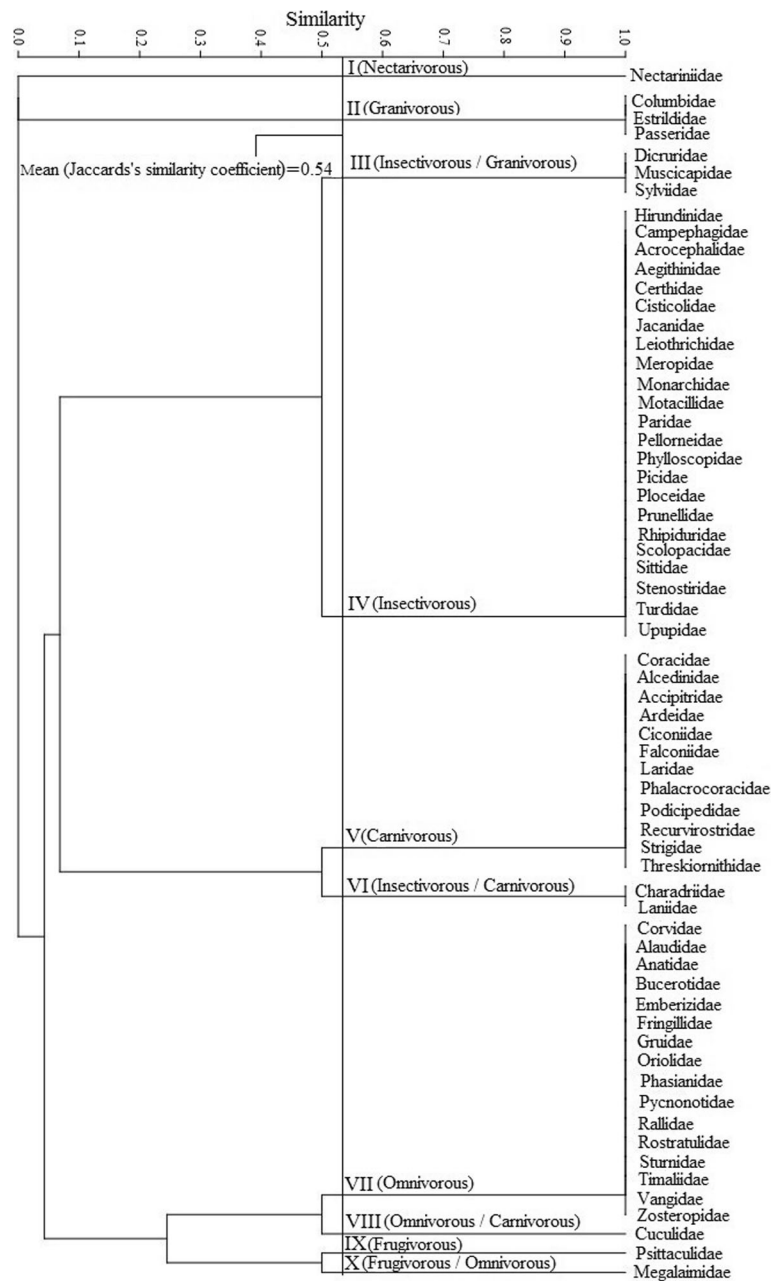 Similarity
0.0 0.1 0.2 0.3 0.4 0.5 0.6 0.7 0.8 0.9 1.0
I (Nectarivorous)
Nectariniidae
Columbidae
II (Granivorous)
Estrildidae
Passeridae
Mean (Jaccards's similarity coefficient)=0.54
III (Insectivorous / Granivorous)
Dicruridae
Muscicapidae
Sylviidae
Hirundinidae
Campephagidae
Acrocephalidae
Aegithinidae
Certhidae
Cisticolidae
Jacanidae
Leiothrichidae
Meropidae
Monarchidae
Motacillidae
Paridae
Pellorneidae
Phylloscopidae
Picidae
Ploceidae
Prunellidae
Rhipiduridae
Scolopacidae
Sittidae
Stenostiridae
IV (Insectivorous)
Turdidae
Upupidae
Coracidae
Alcedinidae
Accipitridae
Ardeidae
Ciconiidae
Falconiidae
Laridae
Phalacrocoracidae
Podicipedidae
Recurvirostridae
V (Carnivorous)
Strigidae
Threskiornithidae
VI (Insectivorous / Carnivorous)
Charadriidae
Laniidae
Corvidae
Alaudidae
Anatidae
Bucerotidae
Emberizidae
Fringillidae
Gruidae
Oriolidae
Phasianidae
Pycnonotidae
Rallidae
Rostratulidae
Sturnidae
Timaliidae
VII (Omnivorous)
Vangidae
Zosteropidae
VIII (Omnivorous / Carnivorous)
Cuculidae
IX (Frugivorous)
Psittaculidae
X (Frugivorous / Omnivorous)
Megalaimidae